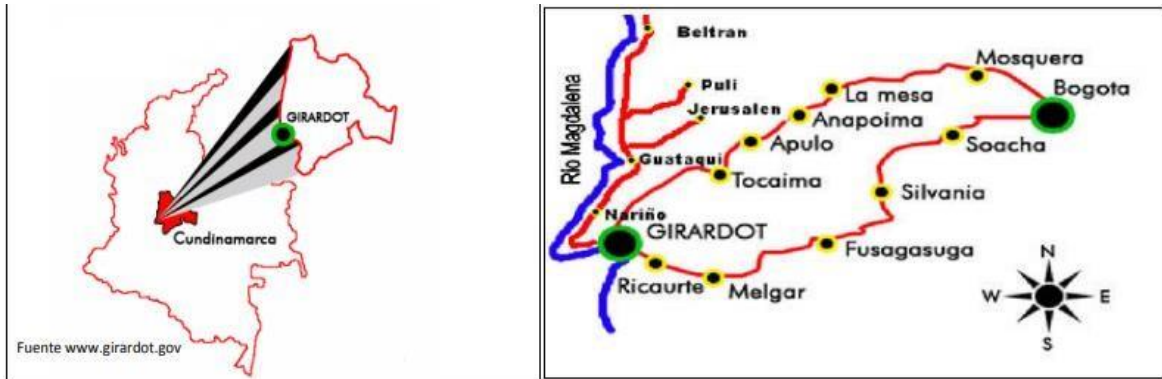 GIRARDOT
Cundinamarca
Fuente www.girardot.gov
Beltran
Mosquera
Puli
La mesa
Bogota
Jerusalen
Anapoima
Rio Magdalena
Apulo
Soacha
Guataqui
Tocaima
Silvania
Nariño
GIRARDOT
Fusagasuga
Ricaurte
Melgar
N
W
E
S